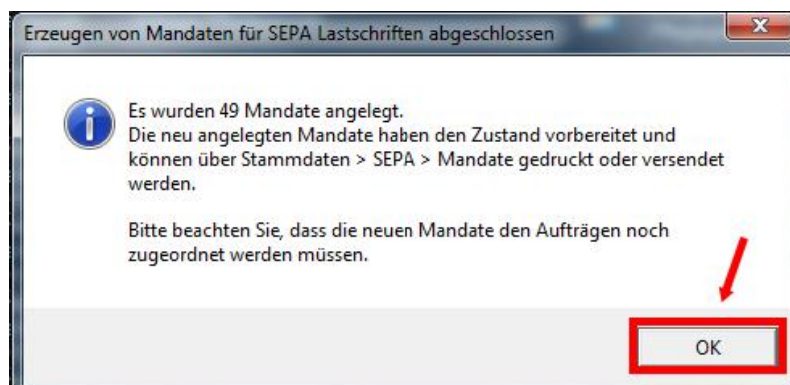 Erzeugen von Mandaten für SEPA Lastschriften abgeschlossen
Es wurden 49 Mandate angelegt.
Die neu angelegten Mandate haben den Zustand vorbereitet und
können über Stammdaten > SEPA > Mandate gedruckt oder versendet
werden.
Bitte beachten Sie, dass die neuen Mandate den Aufträgen noch
zugeordnet werden müssen.
OK